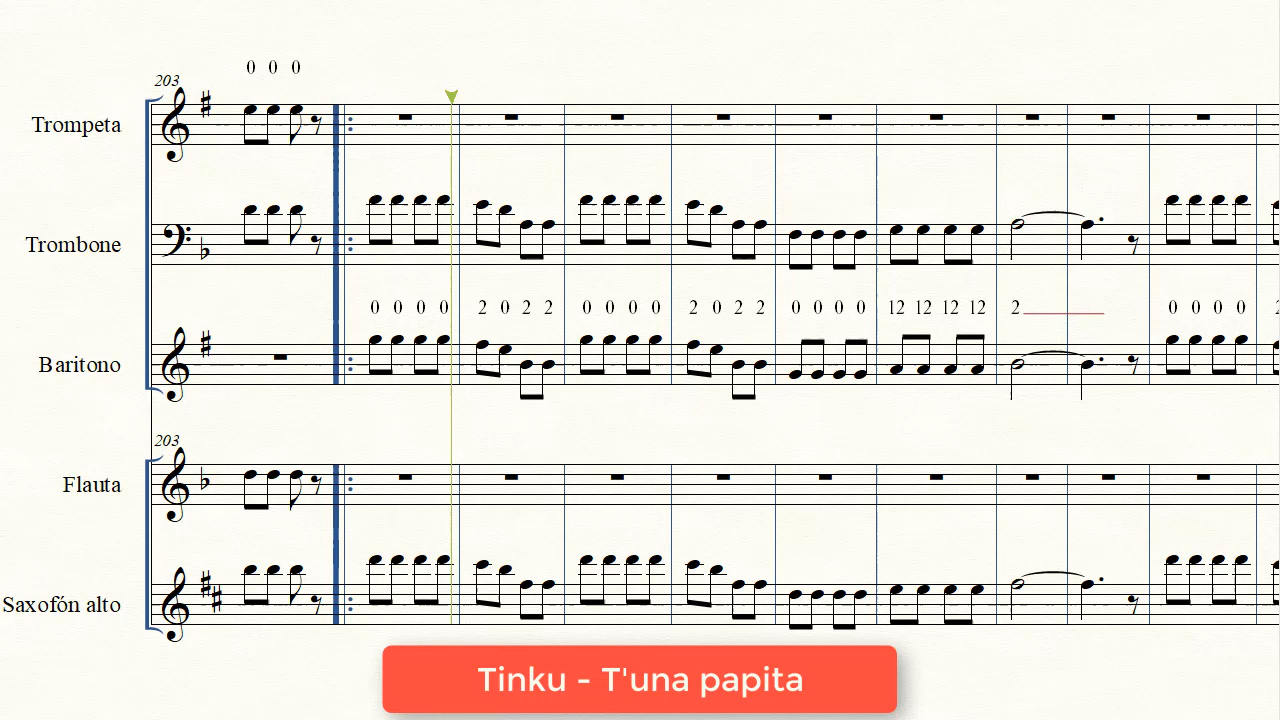 0 0 0
203
Trompeta
Trombone
0 0 0 0 2 0 2 2 0 0 0 0 2 0 2 2 0 0 0 0 12 12 12 12 2 0 0 0 0 2
Baritono
203
Flauta
Saxofón alto
Tinku - T'una papita